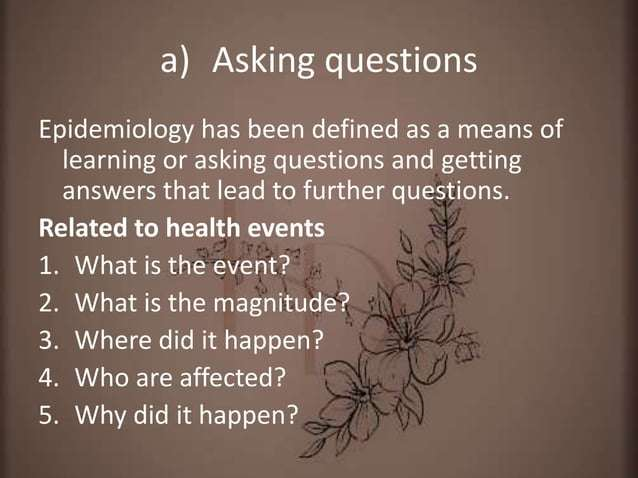 a) Asking questions
Epidemiology has been defined as a means of
learning or asking questions and getting
answers that lead to further questions.
Related to health events
1. What is the event?
2. What is the magnitude?
3. Where did it happen?
4. Who are affected?
5. Why did it happen?